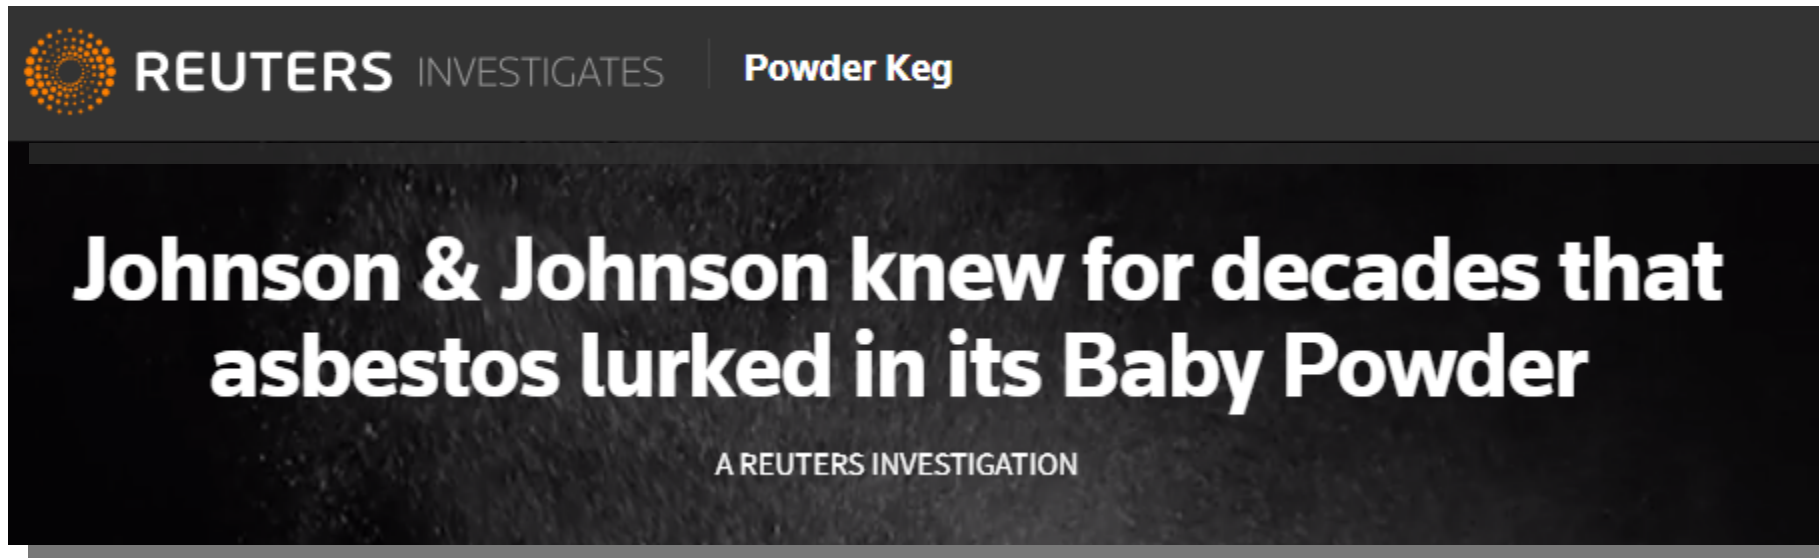 REUTERS INVESTIGATES Powder Keg
Johnson & Johnson knew for decades that
asbestos lurked in its Baby Powder
A REUTERS INVESTIGATION